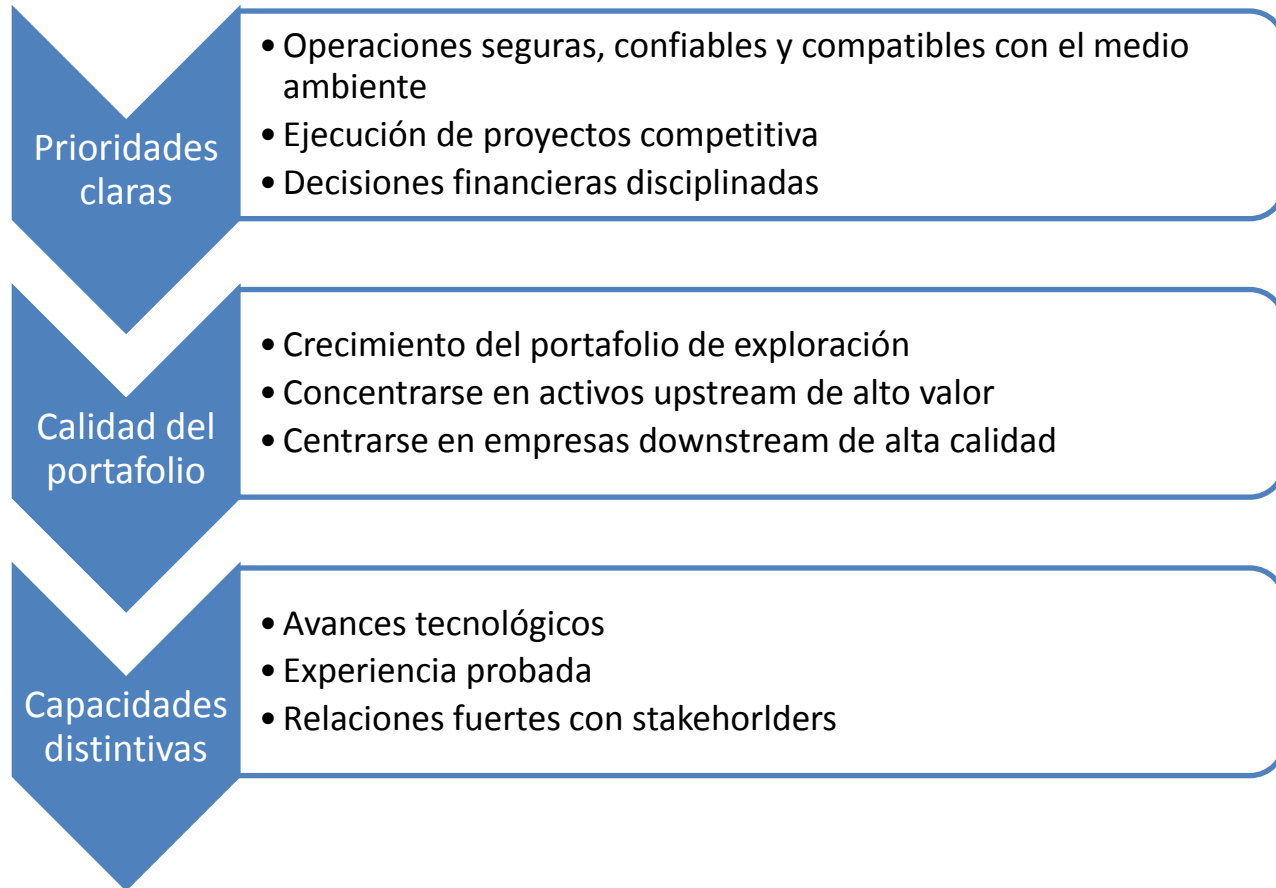 Prioridades
claras
• Operaciones seguras, confiables y compatibles con el medio
ambiente
• Ejecución de proyectos competitiva
• Decisiones financieras disciplinadas
Calidad del
portafolio
• Crecimiento del portafolio de exploración
• Concentrarse en activos upstream de alto valor
• Centrarse en empresas downstream de alta calidad
Capacidades
distintivas
• Avances tecnológicos
• Experiencia probada
• Relaciones fuertes con stakehorlders